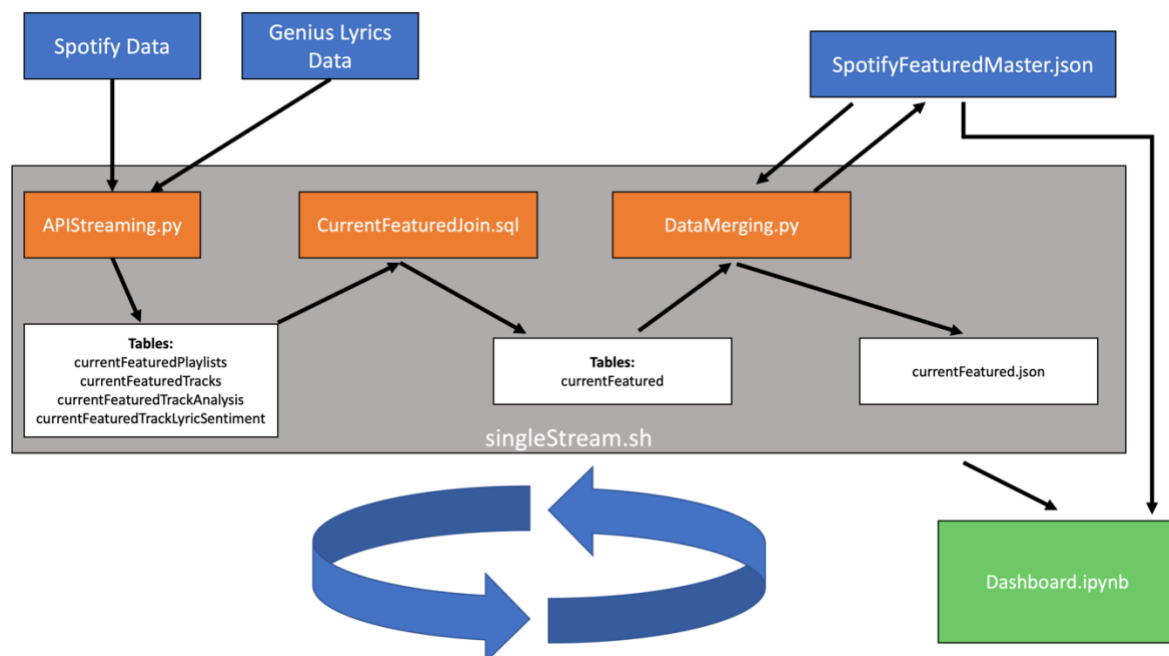 Spotify Data
Genius Lyrics
Data
SpotifyFeaturedMaster.json
APIStreaming.py
CurrentFeaturedJoin.sql
DataMerging.py
Tables:
currentFeaturedPlaylists
currentFeaturedTracks
currentFeaturedTrackAnalysis
currentFeaturedTrackLyricSentiment
Tables:
currentFeatured
currentFeatured.json
singleStream.sh
Dashboard.ipynb